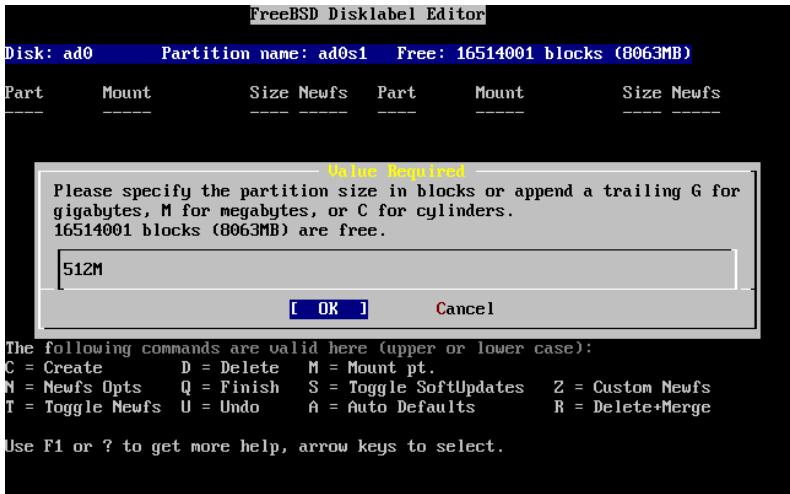 FreeBSD Disklabel Editor
Disk: ad0 Partition name: ad0s1 Free: 16514001 blocks (8063MB)
Part Mount Size Newfs Part Mount Size Newfs
---- ----- ---- ----- ---- ----- ---- -----
Value Required
Please specify the partition size in blocks or append a trailing G for
gigabytes, M for megabytes, or C for cylinders.
16514001 blocks (8063MB) are free.
512M
[ OK ] Cancel
The following commands are valid here (upper or lower case):
C = Create D = Delete M = Mount pt.
N = Newfs Opts Q = Finish S = Toggle SoftUpdates Z = Custom Newfs
T = Toggle Newfs U = Undo A = Auto Defaults R = Delete+Merge
Use F1 or ? to get more help, arrow keys to select.